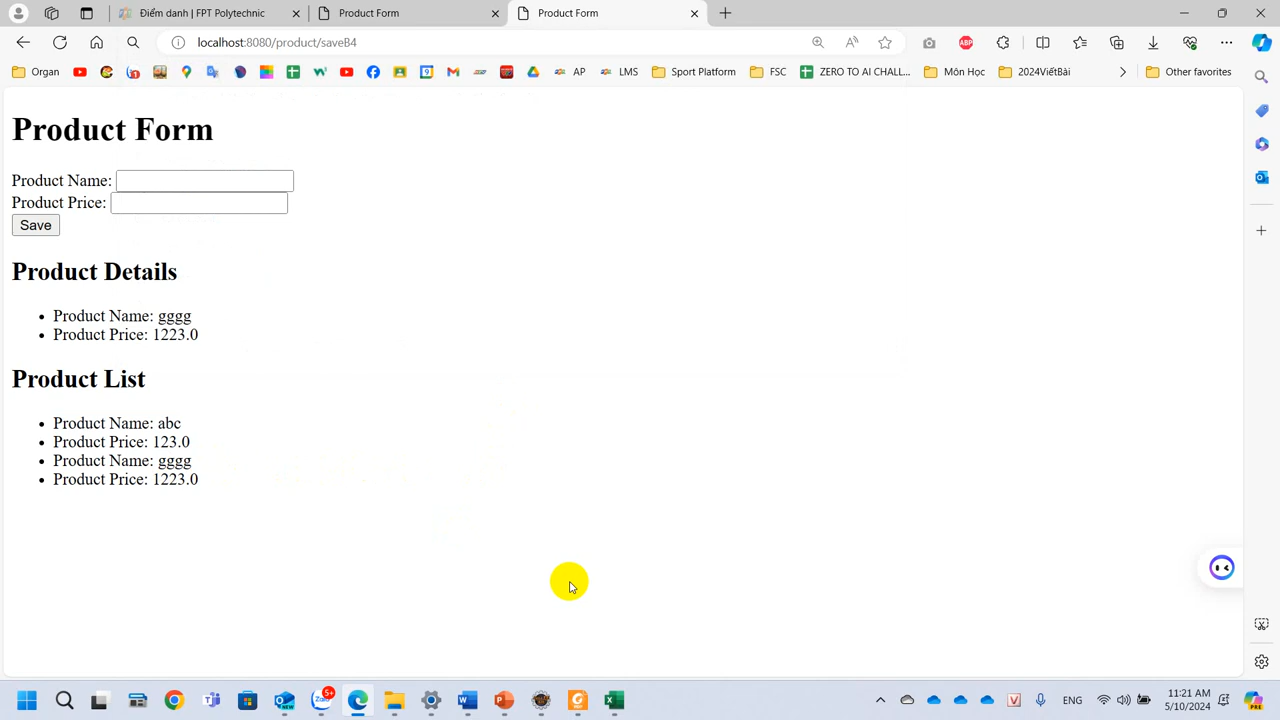 Điểm danh | FPT Polytechnic
Product Form
Product Form
localhost:8080/product/saveB4
Organ
AP
LMS
Sport Platform
FSC
ZERO TO AI CHALL...
Môn Học
2024ViếtBài
Other favorites
Product Form
Product Name:
Product Price:
Save
Product Details
Product Name: gggg
Product Price: 1223.0
Product List
Product Name: abc
Product Price: 123.0
Product Name: gggg
Product Price: 1223.0
5+
ENG
11:21 AM
5/10/2024